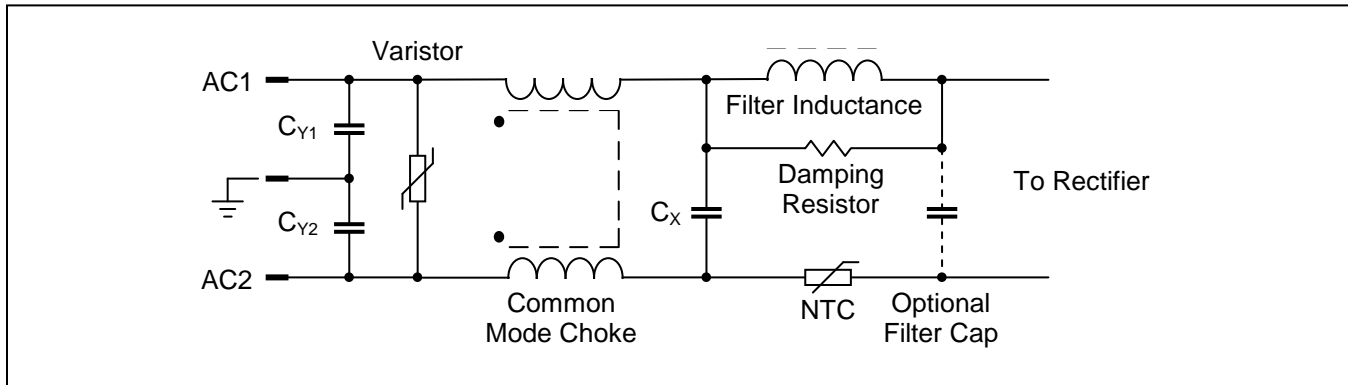 Varistor
AC1
Filter Inductance
CY1
Damping
Resistor
To Rectifier
CX
CY2
AC2
Common
Mode Choke
NTC
Optional
Filter Cap